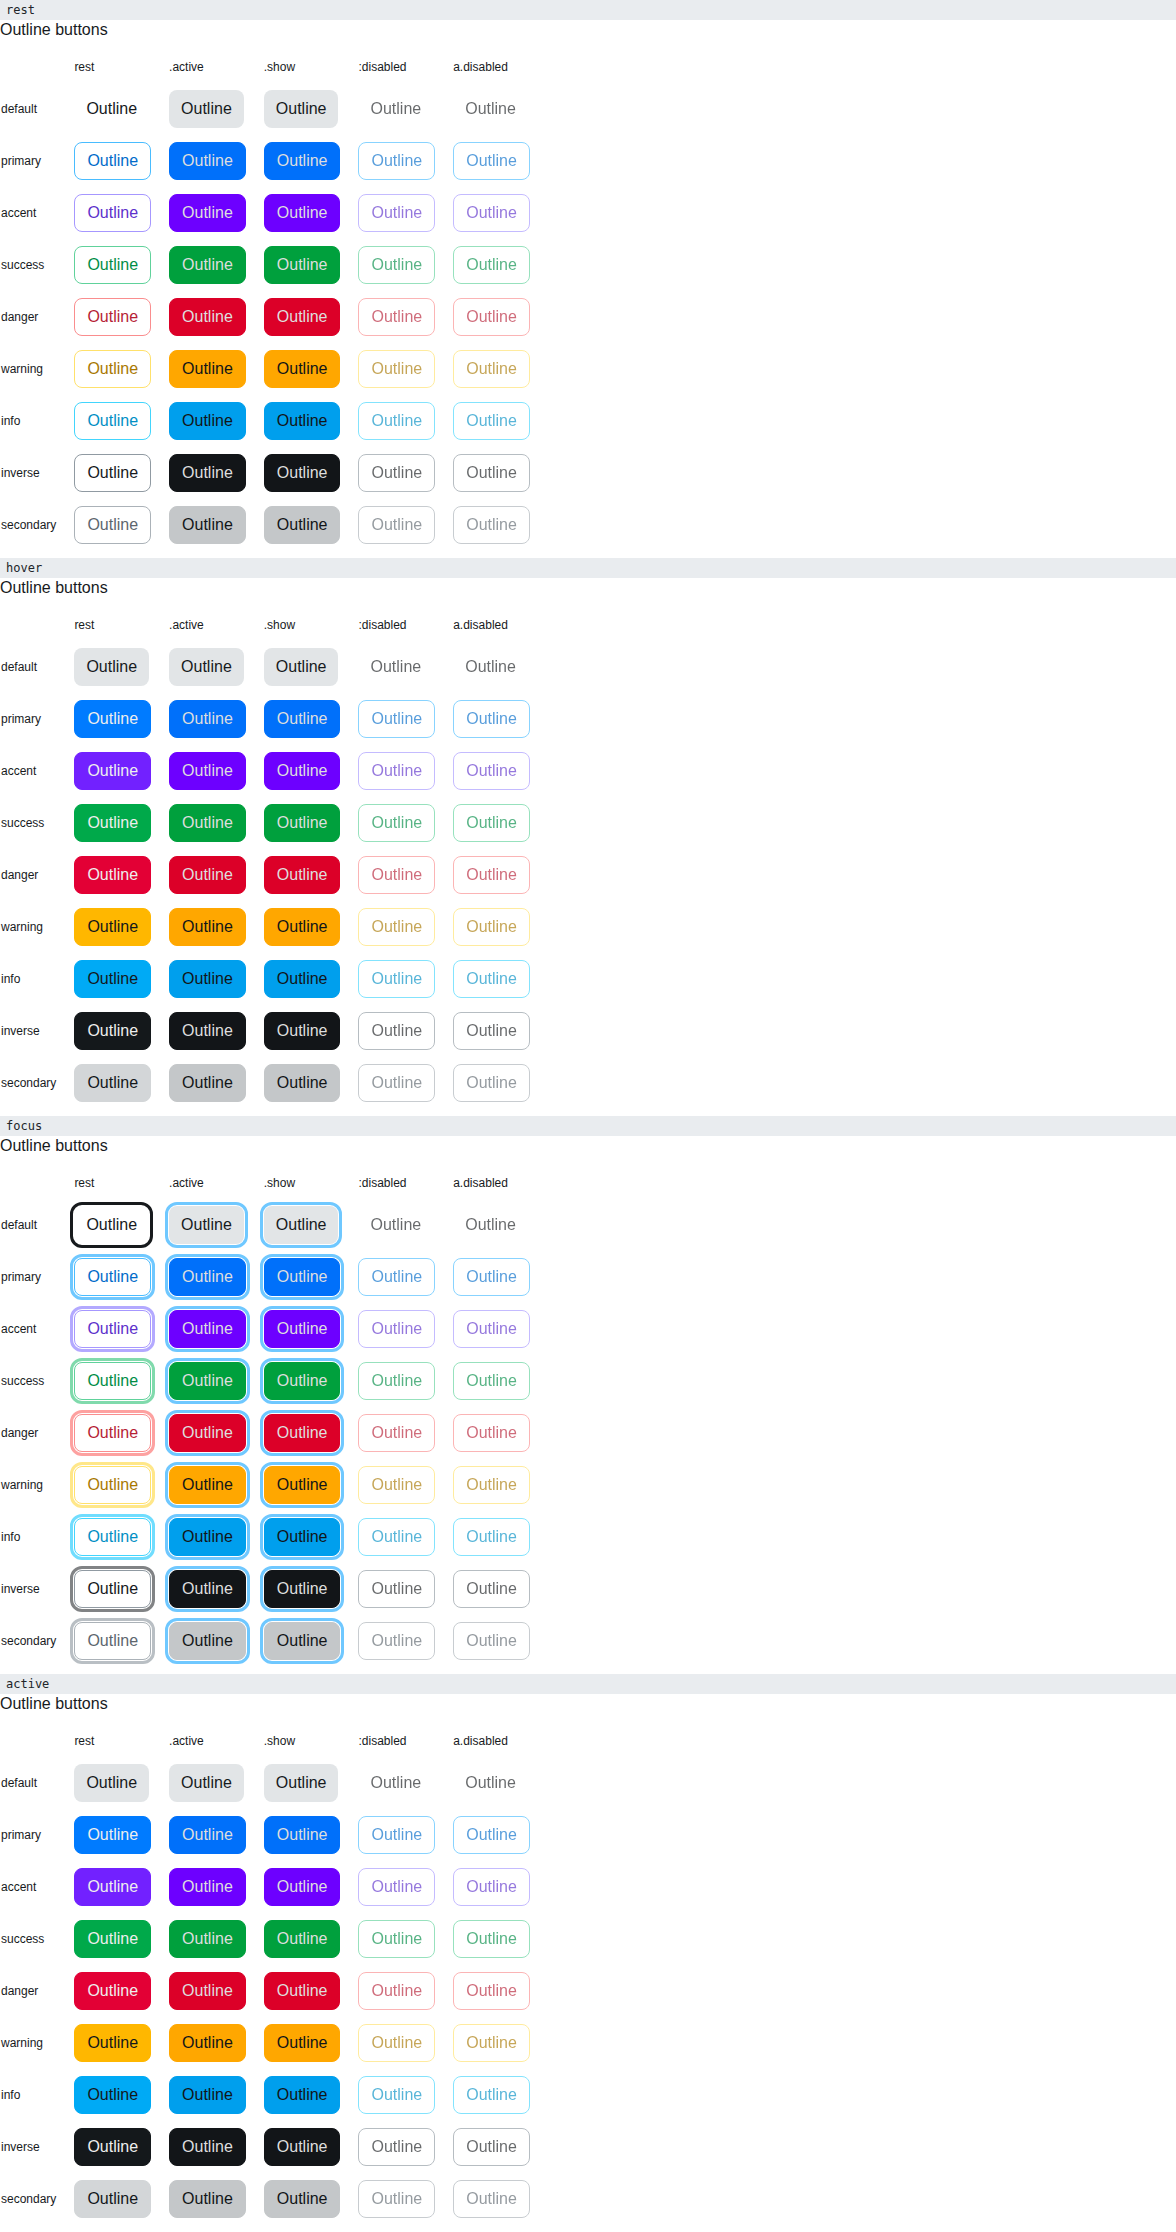 rest
Outline buttons
rest .active .show :disabled a.disabled
default Outline Outline Outline Outline Outline
primary Outline Outline Outline Outline Outline
accent Outline Outline Outline Outline Outline
success Outline Outline Outline Outline Outline
danger Outline Outline Outline Outline Outline
warning Outline Outline Outline Outline Outline
info Outline Outline Outline Outline Outline
inverse Outline Outline Outline Outline Outline
secondary Outline Outline Outline Outline Outline
hover
Outline buttons
rest .active .show :disabled a.disabled
default Outline Outline Outline Outline Outline
primary Outline Outline Outline Outline Outline
accent Outline Outline Outline Outline Outline
success Outline Outline Outline Outline Outline
danger Outline Outline Outline Outline Outline
warning Outline Outline Outline Outline Outline
info Outline Outline Outline Outline Outline
inverse Outline Outline Outline Outline Outline
secondary Outline Outline Outline Outline Outline
focus
Outline buttons
rest .active .show :disabled a.disabled
default Outline Outline Outline Outline Outline
primary Outline Outline Outline Outline Outline
accent Outline Outline Outline Outline Outline
success Outline Outline Outline Outline Outline
danger Outline Outline Outline Outline Outline
warning Outline Outline Outline Outline Outline
info Outline Outline Outline Outline Outline
inverse Outline Outline Outline Outline Outline
secondary Outline Outline Outline Outline Outline
active
Outline buttons
rest .active .show :disabled a.disabled
default Outline Outline Outline Outline Outline
primary Outline Outline Outline Outline Outline
accent Outline Outline Outline Outline Outline
success Outline Outline Outline Outline Outline
danger Outline Outline Outline Outline Outline
warning Outline Outline Outline Outline Outline
info Outline Outline Outline Outline Outline
inverse Outline Outline Outline Outline Outline
secondary Outline Outline Outline Outline Outline